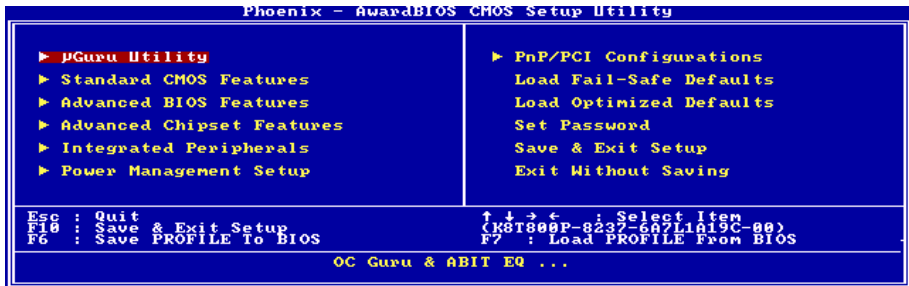 Phoenix - AwardBIOS CMOS Setup Utility
► µGuru Utility
► Standard CMOS Features
► Advanced BIOS Features
► Advanced Chipset Features
► Integrated Peripherals
► Power Management Setup
► PnP/PCI Configurations
Load Fail-Safe Defaults
Load Optimized Defaults
Set Password
Save & Exit Setup
Exit Without Saving
Esc : Quit
F10 : Save & Exit Setup
F6 : Save PROFILE To BIOS
↑ ↓ → ← : Select Item
(K8T800P-8237-6A7L1A19C-00)
F7 : Load PROFILE From BIOS
OC Guru & ABIT EQ ...